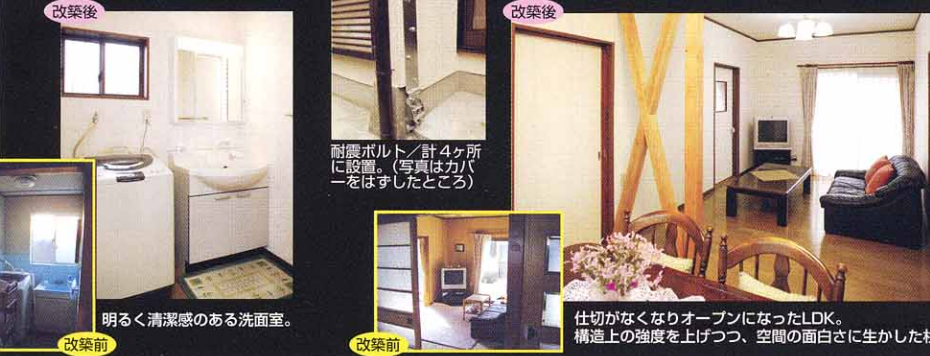 改築後
改築前
明るく清潔感のある洗面室。
耐震ボルト／計4ヶ所
に設置。（写真はカバ
ーをはずしたところ）
改築後
改築前
仕切がなくなりオープンになったLDK。
構造上の強度を上げつつ、空間の面白さに生かした